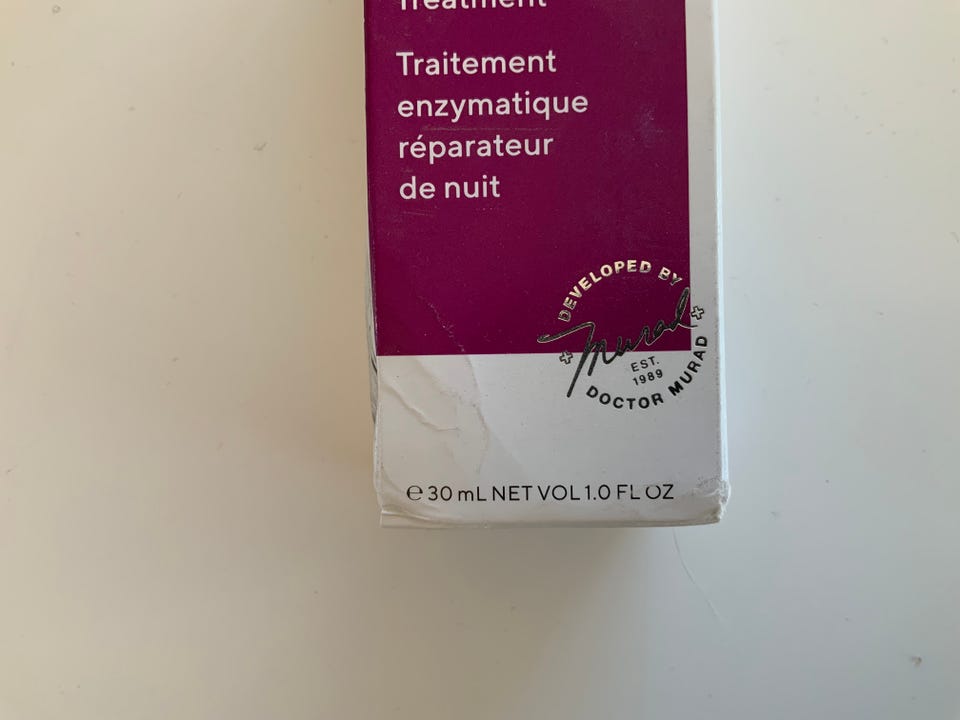 Treatment
Traitement
enzymatique
réparateur
de nuit
DEVELOPED BY
Murad
EST.
1989
DOCTOR MURAD
℮ 30 mL NET VOL 1.0 FL OZ